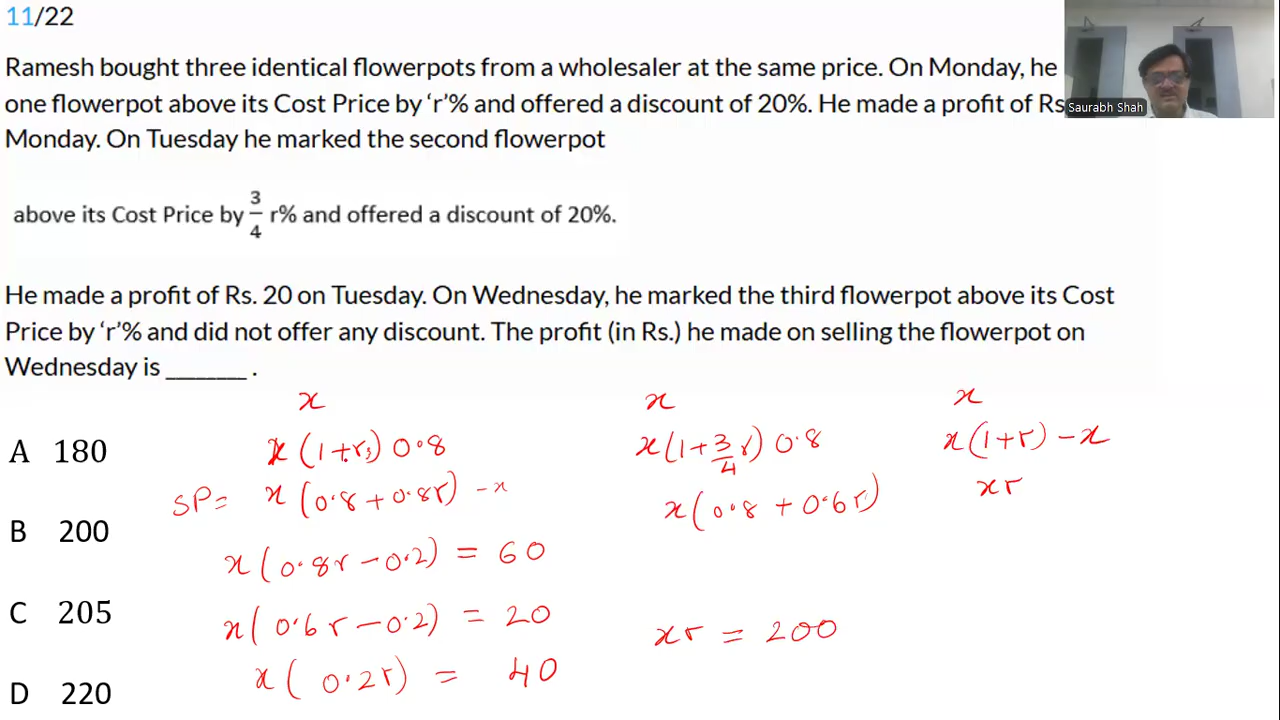 11/22
Ramesh bought three identical flowerpots from a wholesaler at the same price. On Monday, he
one flowerpot above its Cost Price by ‘r’% and offered a discount of 20%. He made a profit of Rs
Saurabh Shah
Monday. On Tuesday he marked the second flowerpot
above its Cost Price by 3/4 r% and offered a discount of 20%.
He made a profit of Rs. 20 on Tuesday. On Wednesday, he marked the third flowerpot above its Cost
Price by ‘r’% and did not offer any discount. The profit (in Rs.) he made on selling the flowerpot on
Wednesday is ________ .
A 180
B 200
C 205
D 220
x
x(1+r)0.8
SP= x(0.8+0.8r) -x
x(0.8r-0.2) = 60
x(0.6r-0.2) = 20
x(0.2r) = 40
x
x(1+3/4 r)0.8
x(0.8+0.6r)
xr = 200
x
x(1+r)-x
xr